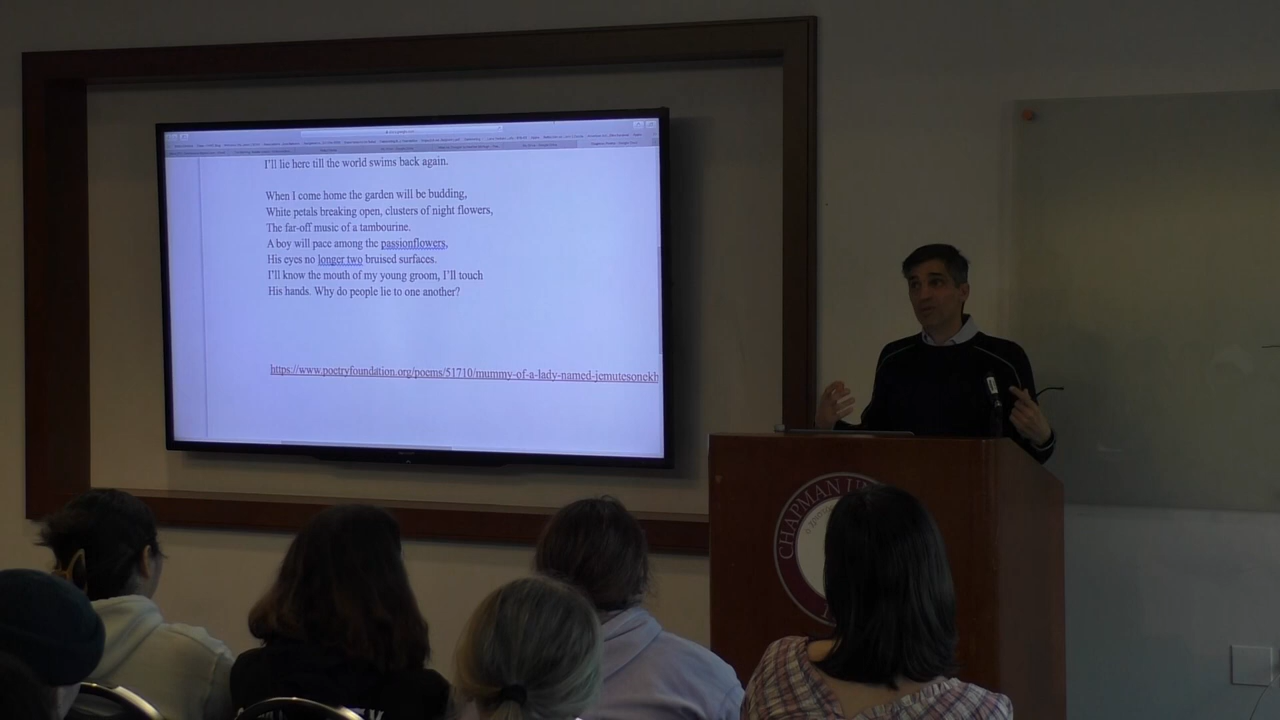 I'll lie here till the world swims back again.
When I come home the garden will be budding,
White petals breaking open, clusters of night flowers,
The far-off music of a tambourine.
A boy will pace among the passionflowers,
His eyes no longer two bruised surfaces.
I'll know the mouth of my young groom, I'll touch
His hands. Why do people lie to one another?
https://www.poetryfoundation.org/poems/51710/mummy-of-a-lady-named-jemutesonekh
CHAPMAN UN